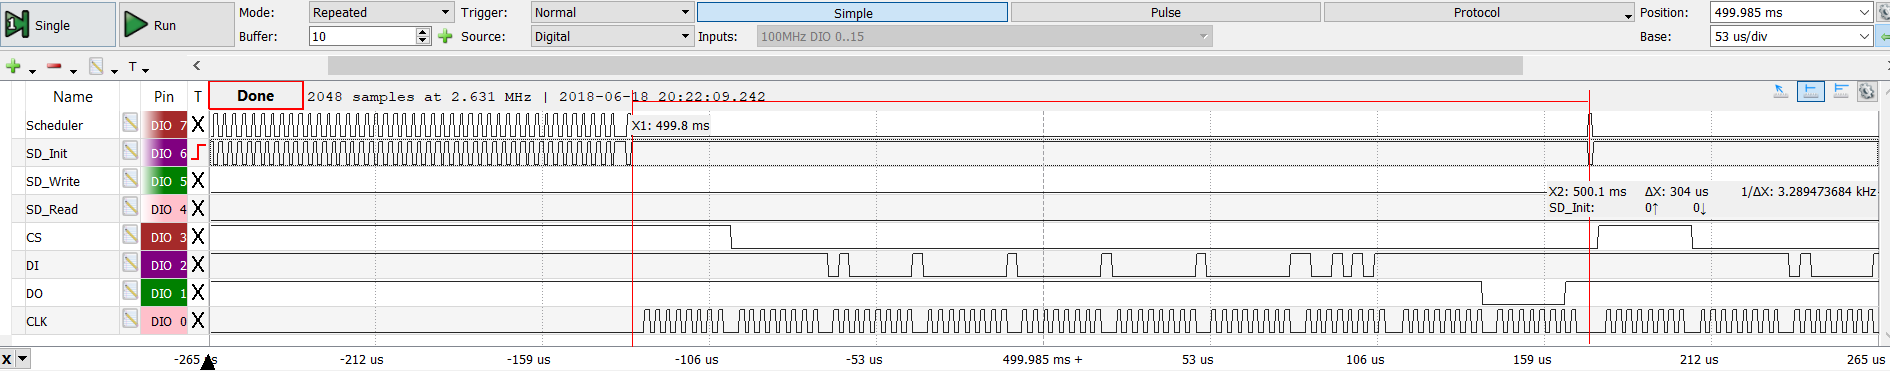 Single
Run
Mode: Repeated Trigger: Normal Simple Pulse Protocol Position: 499.985 ms
Buffer: 10 Source: Digital Inputs: 100MHz DIO 0..15 Base: 53 us/div
T
Name Pin T Done 2048 samples at 2.631 MHz | 2018-06-18 20:22:09.242
Scheduler DIO 7 X X1: 499.8 ms
SD_Init DIO 6
SD_Write DIO 5 X
X2: 500.1 ms ΔX: 304 us 1/ΔX: 3.289473684 kHz
SD_Read DIO 4 X SD_Init: 0↑ 0↓
CS DIO 3 X
DI DIO 2 X
DO DIO 1 X
CLK DIO 0 X
X -265 us -212 us -159 us -106 us -53 us 499.985 ms + 53 us 106 us 159 us 212 us 265 us